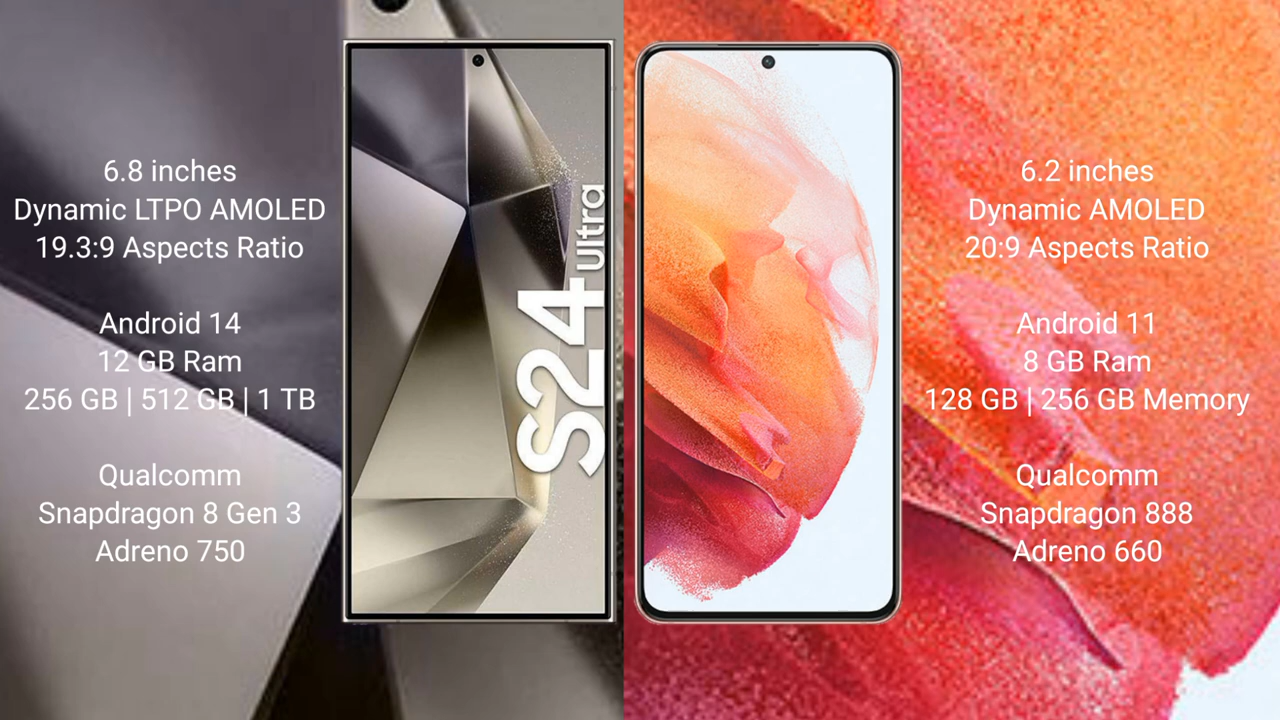 6.8 inches
Dynamic LTPO AMOLED
19.3:9 Aspects Ratio
Android 14
12 GB Ram
256 GB | 512 GB | 1 TB
Qualcomm
Snapdragon 8 Gen 3
Adreno 750
S24 Ultra
6.2 inches
Dynamic AMOLED
20:9 Aspects Ratio
Android 11
8 GB Ram
128 GB | 256 GB Memory
Qualcomm
Snapdragon 888
Adreno 660